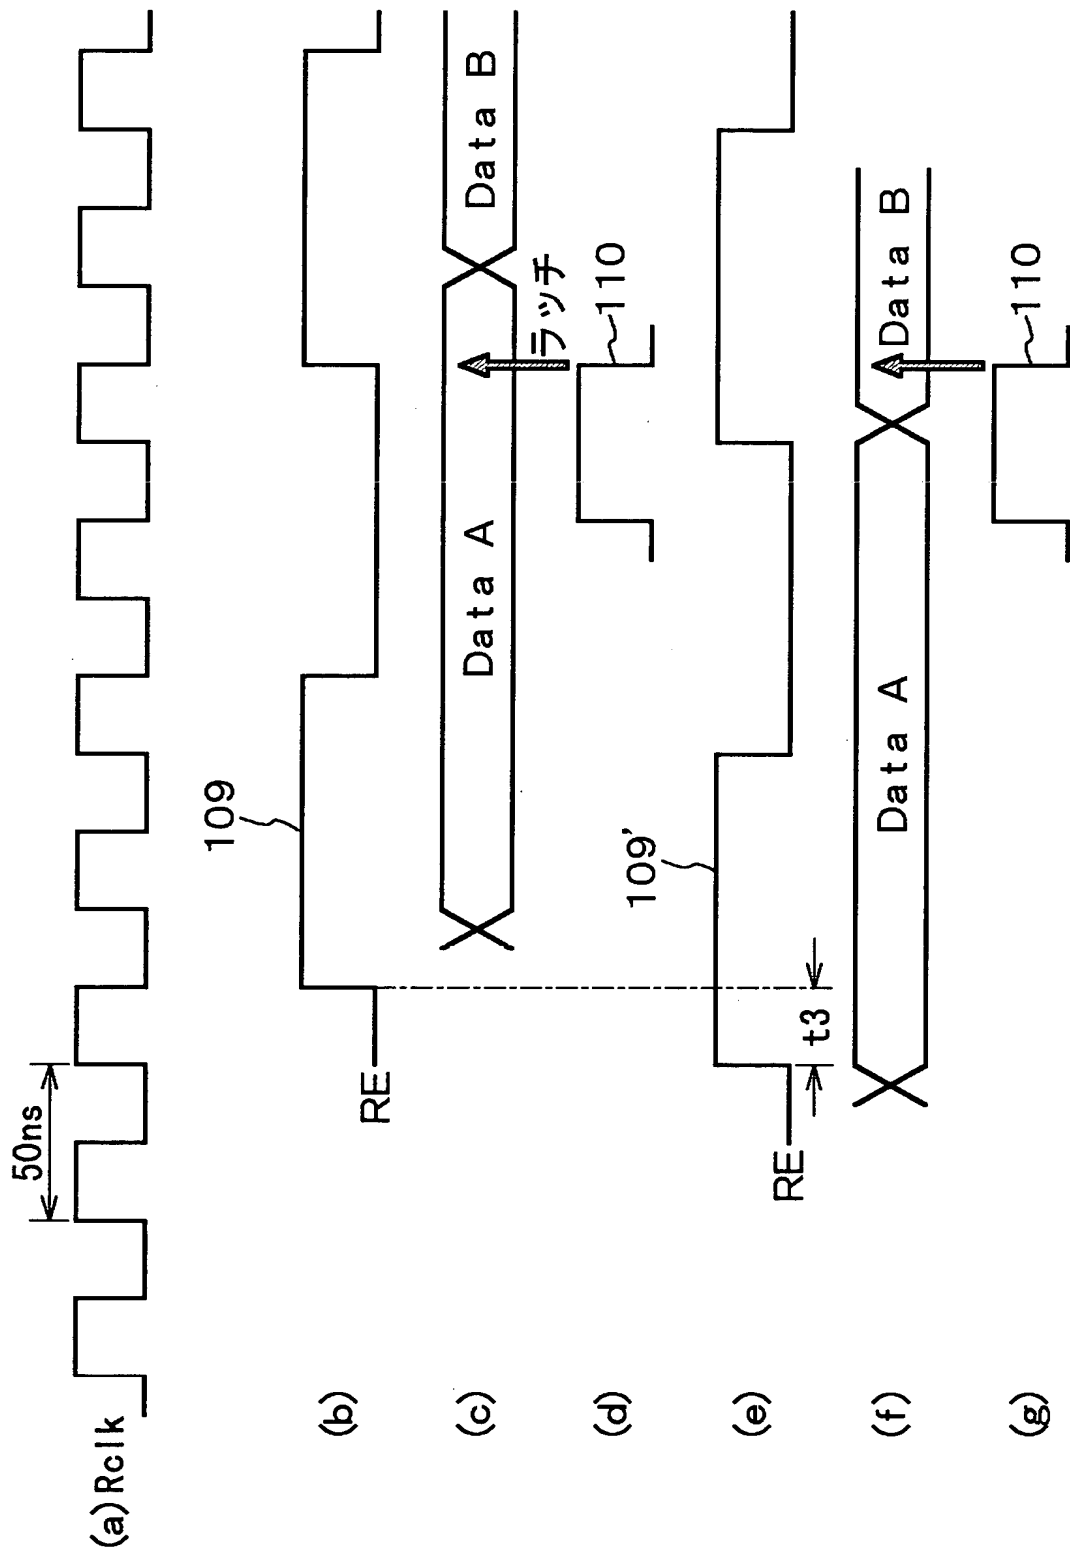 50ns
(a)Rclk
109
(b)
RE
(c)
Data A
Data B
ラッチ
(d)
110
109'
(e)
RE
t3
(f)
Data A
Data B
(g)
110